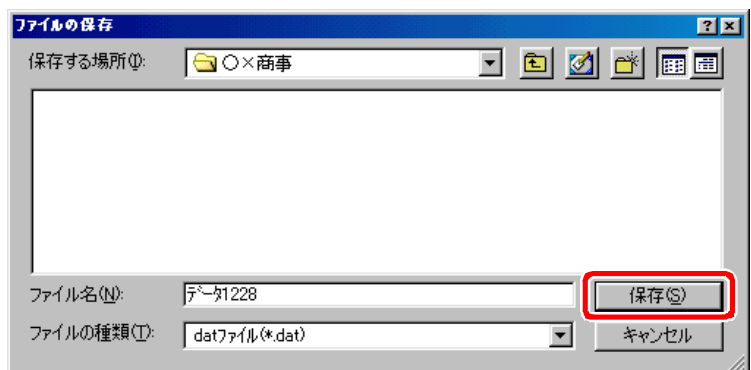 ファイルの保存
保存する場所(I):
○×商事
ファイル名(N):
ﾃﾞｰﾀ1228
保存(S)
ファイルの種類(T):
datﾌｧｲﾙ(*.dat)
キャンセル